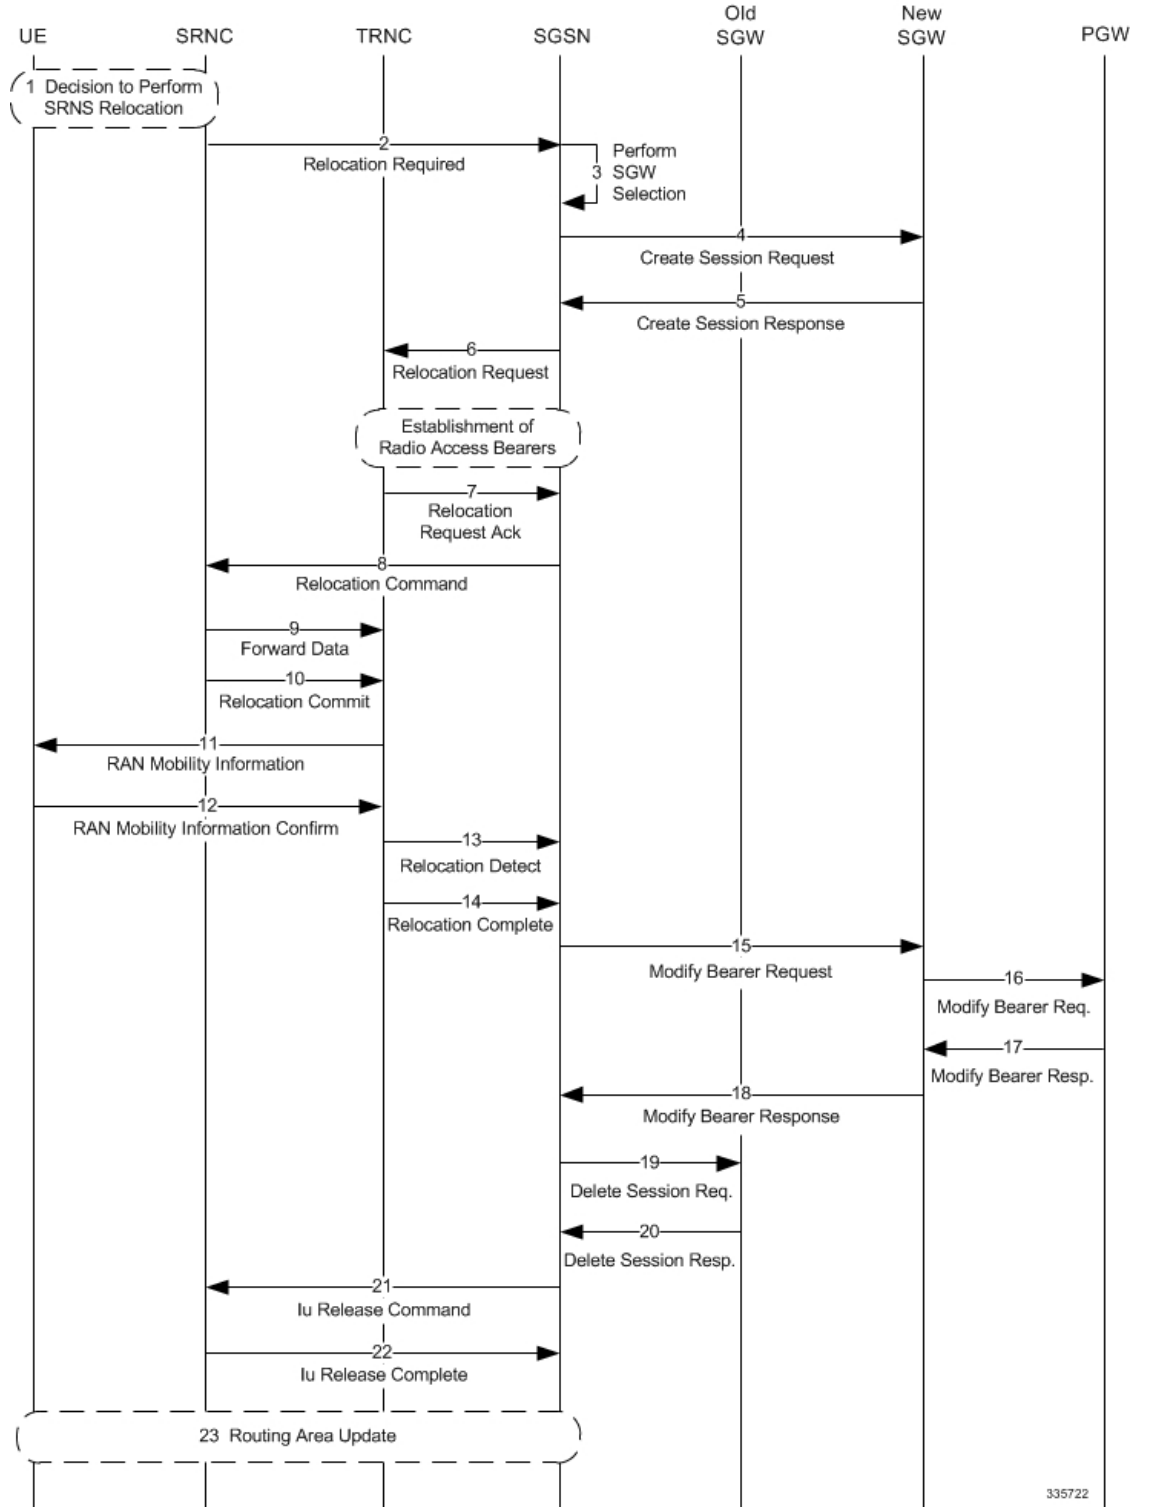 Old
New
UE
SRNC
TRNC
SGSN
SGW
SGW
PGW
1 Decision to Perform
SRNS Relocation
2
Relocation Required
Perform
3 SGW
Selection
4
Create Session Request
5
Create Session Response
6
Relocation Request
Establishment of
Radio Access Bearers
7
Relocation
Request Ack
8
Relocation Command
9
Forward Data
10
Relocation Commit
11
RAN Mobility Information
12
RAN Mobility Information Confirm
13
Relocation Detect
14
Relocation Complete
15
Modify Bearer Request
16
Modify Bearer Req.
17
Modify Bearer Resp.
18
Modify Bearer Response
19
Delete Session Req.
20
Delete Session Resp.
21
Iu Release Command
22
Iu Release Complete
23 Routing Area Update
335722